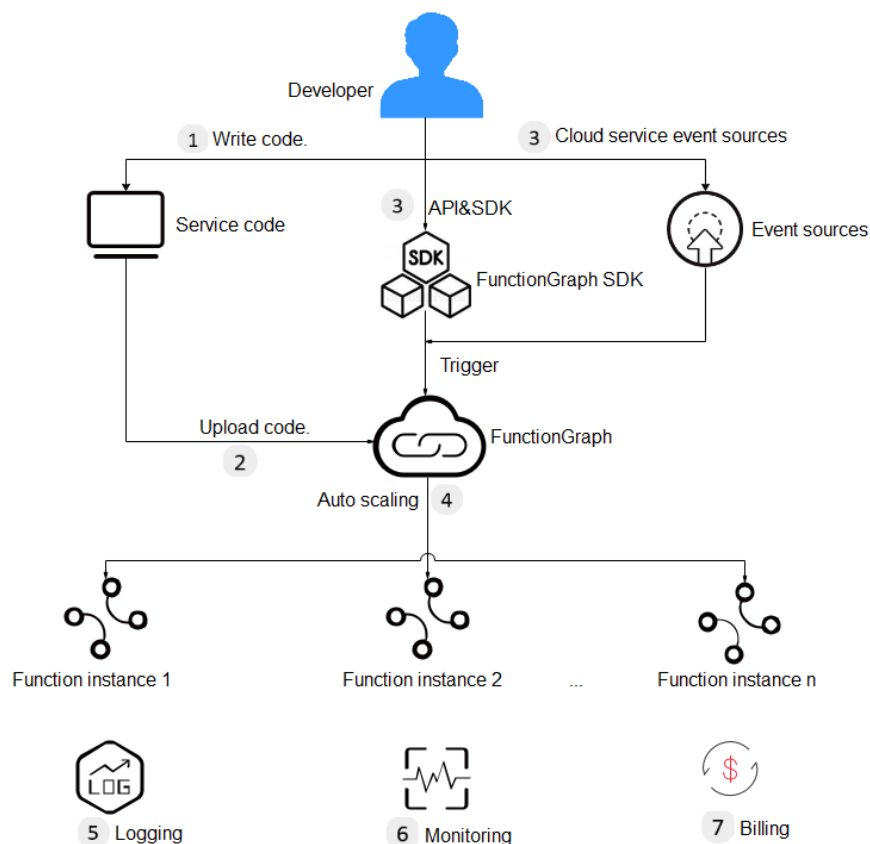 Developer
1 Write code.
3 Cloud service event sources
Service code
3 API&SDK
Event sources
SDK
FunctionGraph SDK
Trigger
Upload code.
2
FunctionGraph
Auto scaling 4
Function instance 1
Function instance 2
...
Function instance n
LOG
$
5 Logging
6 Monitoring
7 Billing